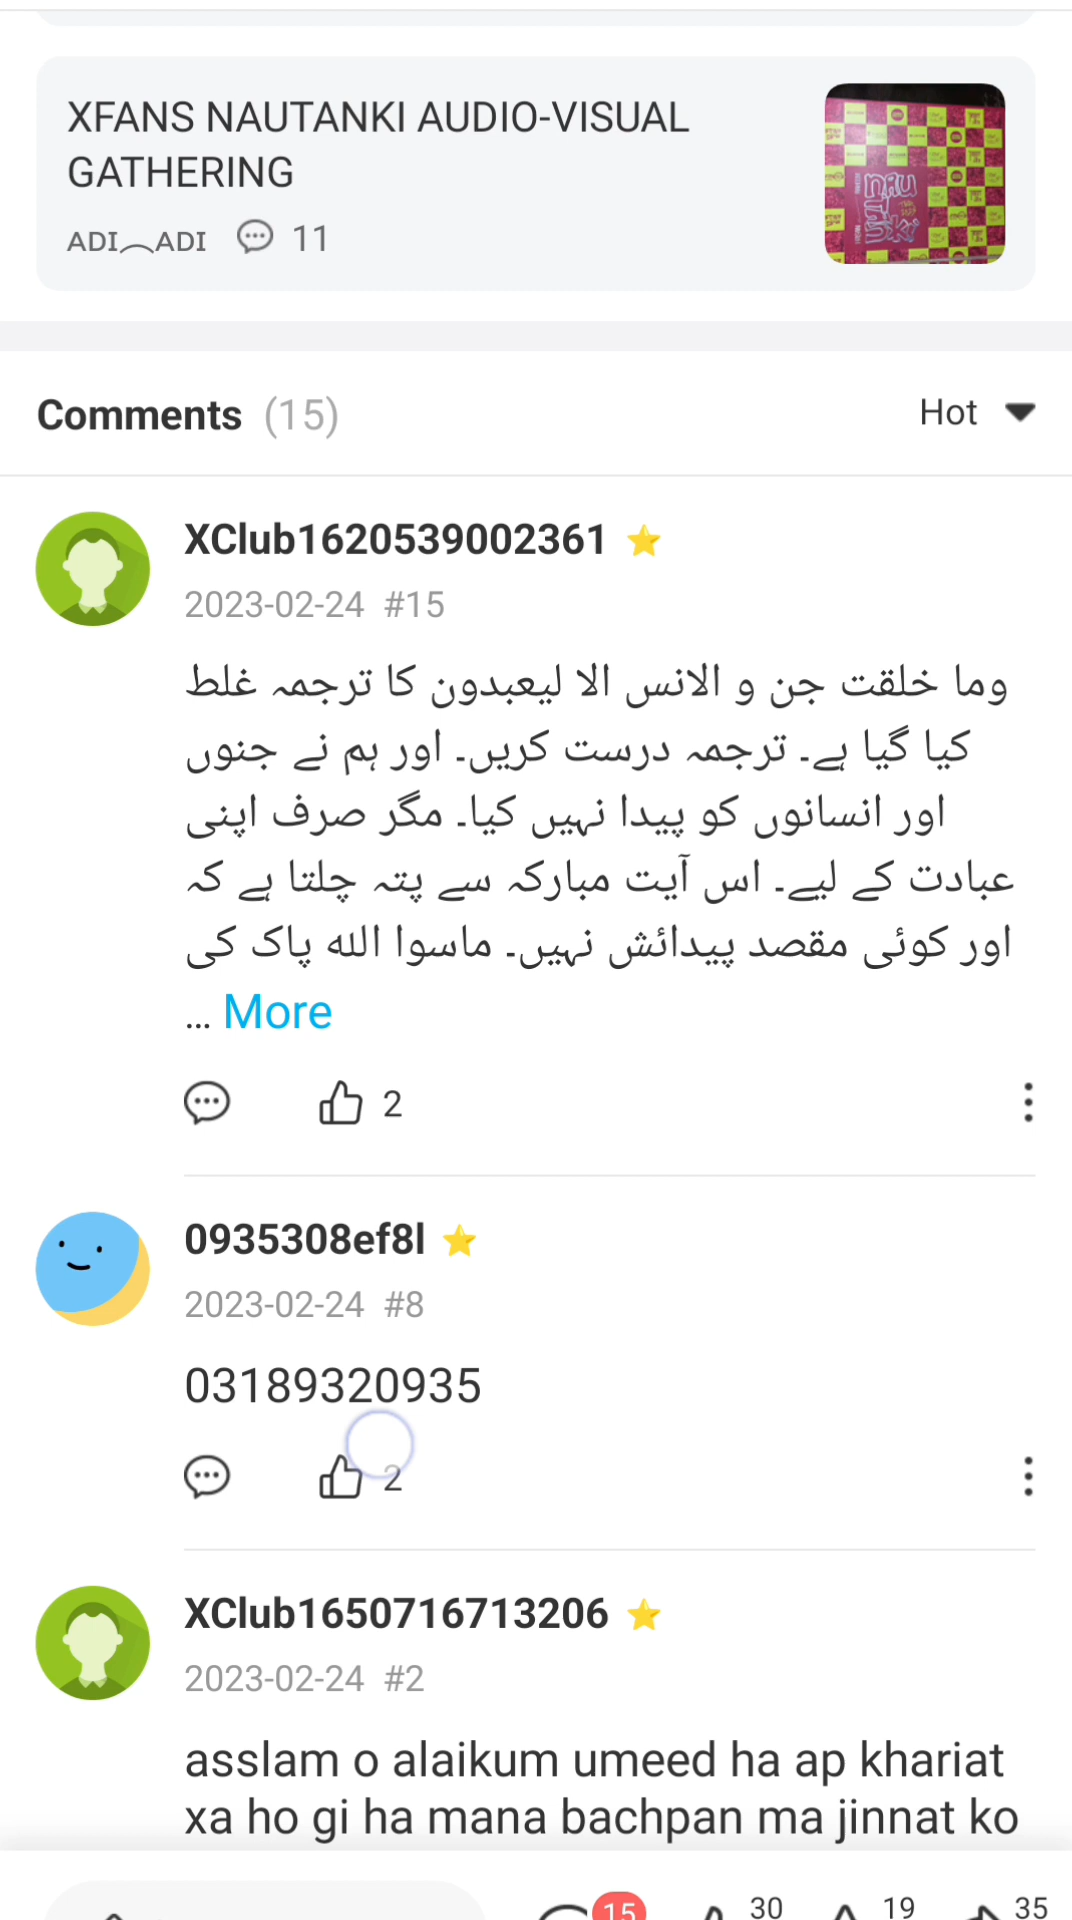 XFANS NAUTANKI AUDIO-VISUAL
GATHERING
ADI︵ADI 11
Comments (15)
Hot
XClub1620539002361
2023-02-24 #15
وما خلقت جن و الانس الا لیعبدون کا ترجمہ غلط
کیا گیا ہے۔ ترجمہ درست کریں۔ اور ہم نے جنوں
اور انسانوں کو پیدا نہیں کیا۔ مگر صرف اپنی
عبادت کے لیے۔ اس آیت مبارکہ سے پتہ چلتا ہے کہ
اور کوئی مقصد پیدائش نہیں۔ ماسوا اللہ پاک کی
... More
2
0935308ef8l
2023-02-24 #8
03189320935
2
XClub1650716713206
2023-02-24 #2
asslam o alaikum umeed ha ap khariat
xa ho gi ha mana bachpan ma jinnat ko
15 30 19 35